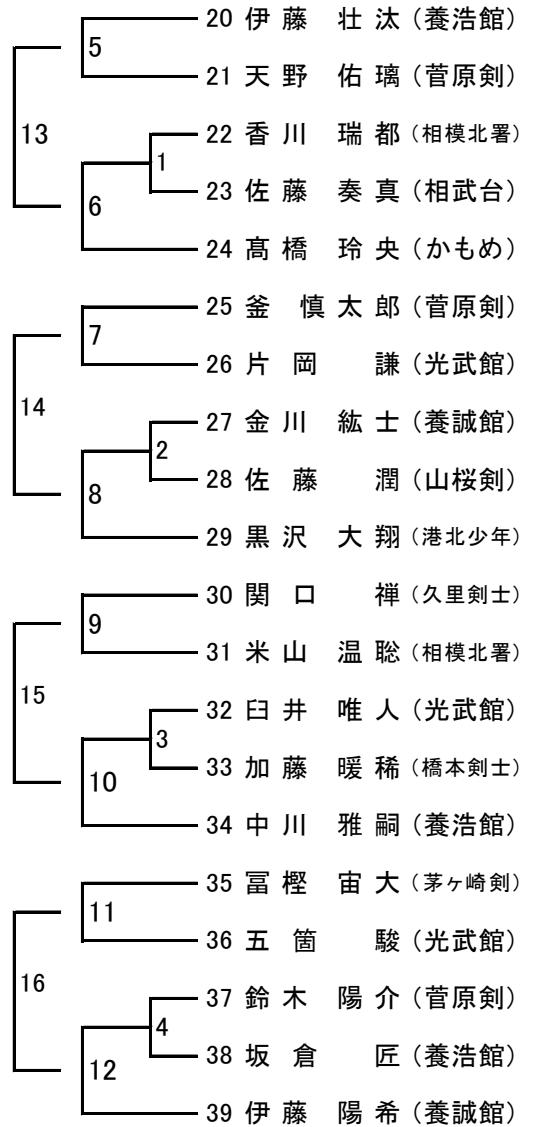 20 伊藤 壮汰 (養浩館)
5
21 天野 佑璃 (菅原剣)
13
22 香川 瑞都 (相模北署)
1
23 佐藤 奏真 (相武台)
6
24 髙橋 玲央 (かもめ)
25 釜 慎太郎 (菅原剣)
7
26 片岡 謙 (光武館)
14
27 金川 紘士 (養誠館)
2
28 佐藤 潤 (山桜剣)
8
29 黒沢 大翔 (港北少年)
30 関口 禅 (久里剣士)
9
31 米山 温聡 (相模北署)
15
32 臼井 唯人 (光武館)
3
33 加藤 暖稀 (橋本剣士)
10
34 中川 雅嗣 (養浩館)
35 冨樫 宙大 (茅ヶ崎剣)
11
36 五箇 駿 (光武館)
16
37 鈴木 陽介 (菅原剣)
4
38 坂倉 匠 (養浩館)
12
39 伊藤 陽希 (養誠館)